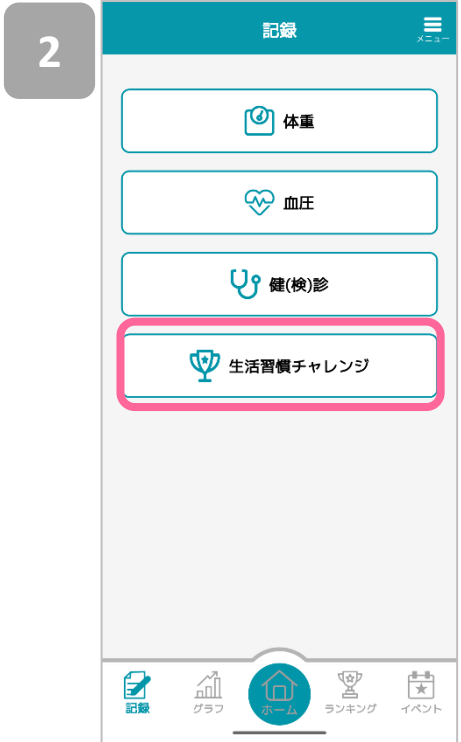 2
記録
メニュー
体重
血圧
健(検)診
生活習慣チャレンジ
記録
グラフ
ホーム
ランキング
イベント